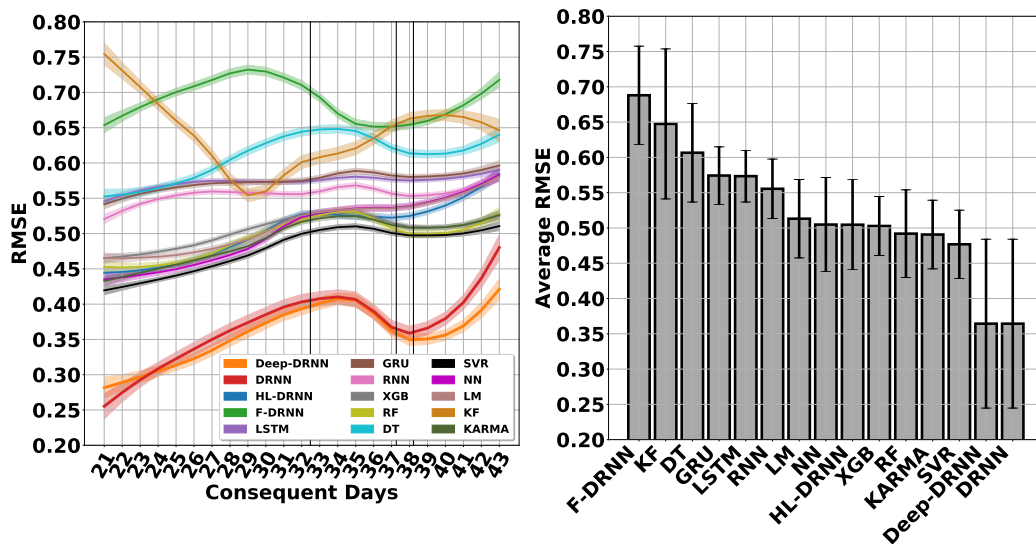 0.80
0.75
0.70
0.65
0.60
0.55
0.50
0.45
0.40
0.35
0.30
0.25
0.20
RMSE
Deep-DRNN
DRNN
HL-DRNN
F-DRNN
LSTM
GRU
RNN
XGB
RF
DT
SVR
NN
LM
KF
KARMA
21 22 23 24 25 26 27 28 29 30 31 32 33 34 35 36 37 38 39 40 41 42 43
Consequent Days
0.80
0.75
0.70
0.65
0.60
0.55
0.50
0.45
0.40
0.35
0.30
0.25
0.20
Average RMSE
F-DRNN
KF
DT
GRU
LSTM
RNN
LM
NN
HL-DRNN
XGB
RF
KARMA
SVR
Deep-DRNN
DRNN